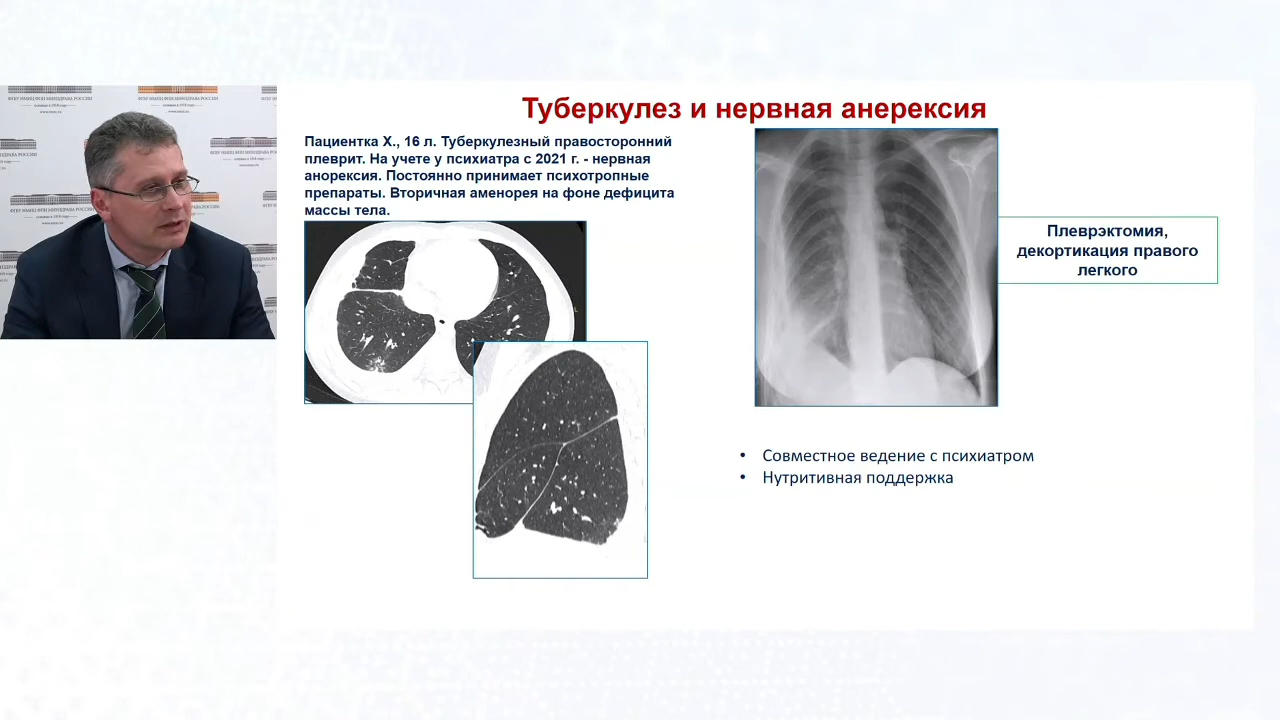 Туберкулез и нервная анерексия
Пациентка Х., 16 л. Туберкулезный правосторонний
плеврит. На учете у психиатра с 2021 г. - нервная
анорексия. Постоянно принимает психотропные
препараты. Вторичная аменорея на фоне дефицита
массы тела.
Плеврэктомия,
декортикация правого
легкого
• Совместное ведение с психиатром
• Нутритивная поддержка
L